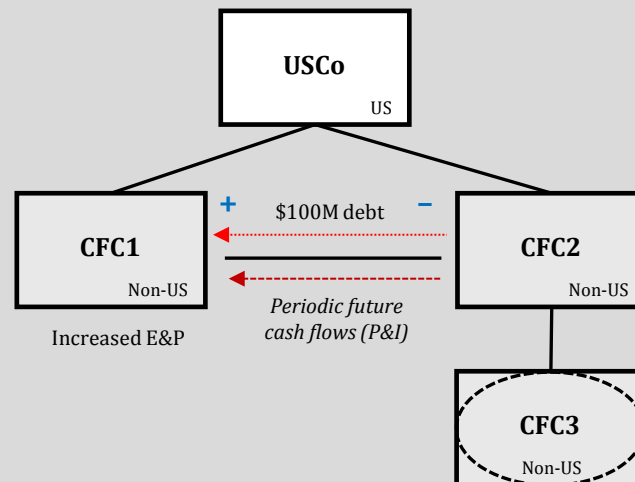 USCo
US
+ $100M debt −
CFC1
Non-US
CFC2
Non-US
Periodic future
cash flows (P&I)
Increased E&P
CFC3
Non-US